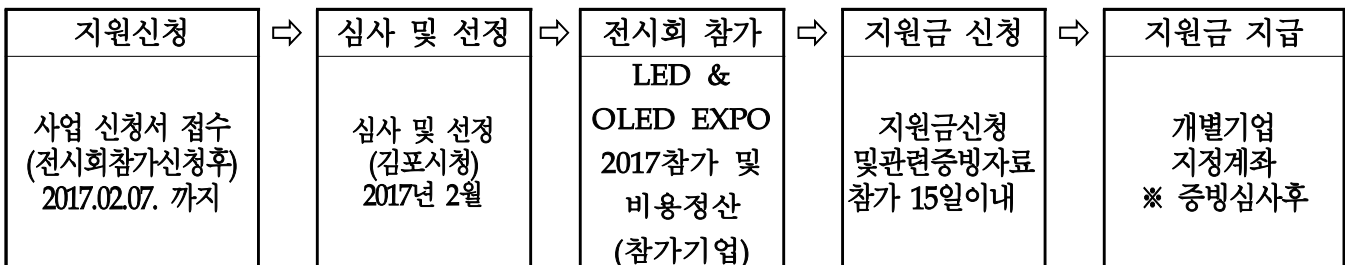 지원신청
⇨
심사 및 선정
⇨
전시회 참가
⇨
지원금 신청
⇨
지원금 지급
사업 신청서 접수
(전시회참가신청후)
2017.02.07. 까지
심사 및 선정
(김포시청)
2017년 2월
LED &
OLED EXPO
2017참가 및
비용정산
(참가기업)
지원금신청
및관련증빙자료
참가 15일이내
개별기업
지정계좌
※ 증빙심사후